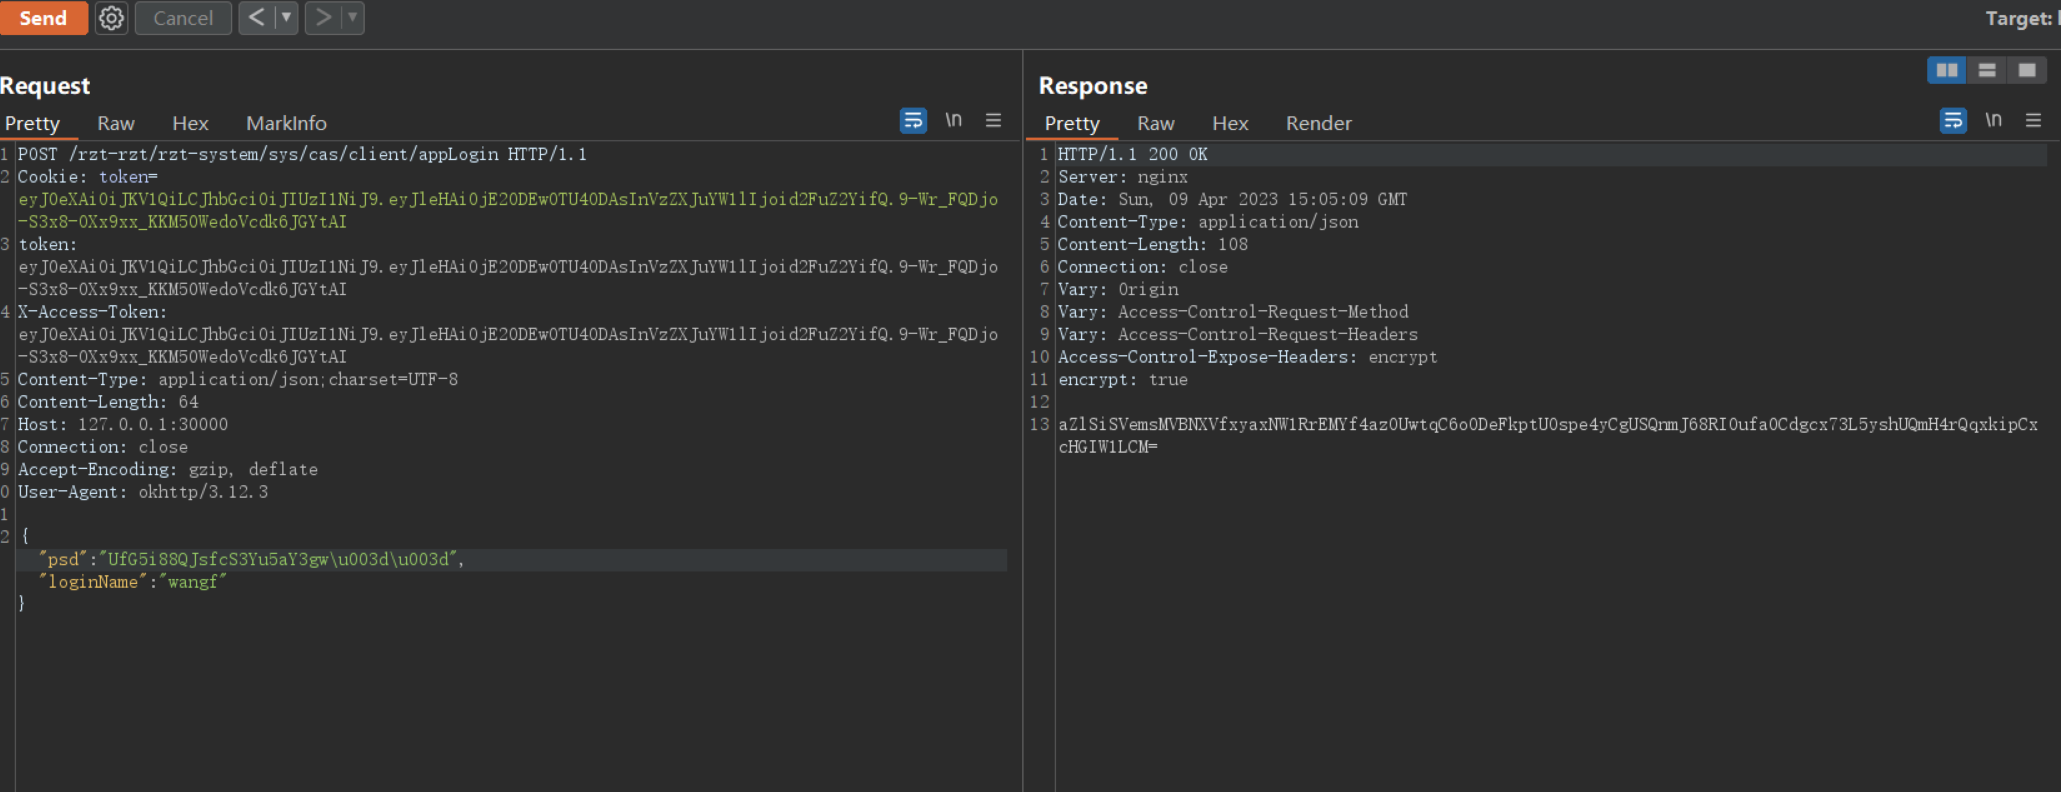 Send
Cancel
Target:
Request
Pretty Raw Hex MarkInfo
\n
1 POST /rzt-rzt/rzt-system/sys/cas/client/appLogin HTTP/1.1
2 Cookie: token=
eyJ0eXAiOiJKV1QiLCJhbGciOiJIUzI1NiJ9.eyJleHAiOjE2ODEwOTU4ODAsInVzZXJuYW1lIjoid2FuZ2YifQ.9-Wr_FQDjo
-S3x8-OXx9xx_KKM50WedoVcdk6JGYtAI
3 token:
eyJ0eXAiOiJKV1QiLCJhbGciOiJIUzI1NiJ9.eyJleHAiOjE2ODEwOTU4ODAsInVzZXJuYW1lIjoid2FuZ2YifQ.9-Wr_FQDjo
-S3x8-OXx9xx_KKM50WedoVcdk6JGYtAI
4 X-Access-Token:
eyJ0eXAiOiJKV1QiLCJhbGciOiJIUzI1NiJ9.eyJleHAiOjE2ODEwOTU4ODAsInVzZXJuYW1lIjoid2FuZ2YifQ.9-Wr_FQDjo
-S3x8-OXx9xx_KKM50WedoVcdk6JGYtAI
5 Content-Type: application/json;charset=UTF-8
6 Content-Length: 64
7 Host: 127.0.0.1:30000
8 Connection: close
9 Accept-Encoding: gzip, deflate
0 User-Agent: okhttp/3.12.3
1
2 {
"psd":"UfG5i88QJsfcS3Yu5aY3gw\u003d\u003d",
"loginName":"wangf"
}
Response
Pretty Raw Hex Render
\n
1 HTTP/1.1 200 OK
2 Server: nginx
3 Date: Sun, 09 Apr 2023 15:05:09 GMT
4 Content-Type: application/json
5 Content-Length: 108
6 Connection: close
7 Vary: Origin
8 Vary: Access-Control-Request-Method
9 Vary: Access-Control-Request-Headers
10 Access-Control-Expose-Headers: encrypt
11 encrypt: true
12
13 aZlSiSVemsMVBNXVfxyaxNW1RrEMYf4az0UwtqC6o0DeFkptU0spe4yCgUSQnmJ68RI0ufa0Cdgcx73L5yshUQmH4rQqxkipCx
cHGIW1LCM=